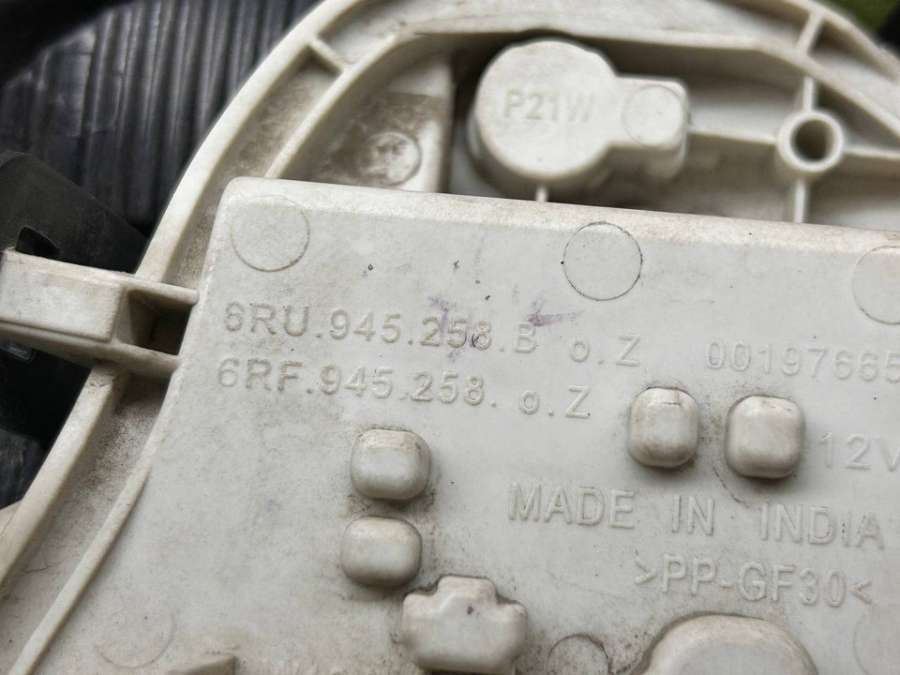 P21W
6RU.945.258.B o.Z 00197665
6RF.945.258. o.Z
12V
MADE IN INDIA
>PP-GF30<